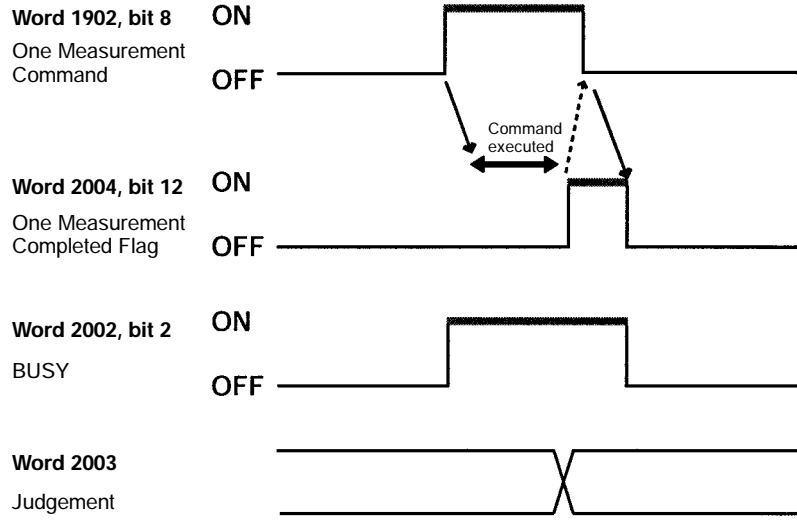 Word 1902, bit 8
ON
One Measurement
Command
OFF
Command
executed
Word 2004, bit 12
ON
One Measurement
Completed Flag
OFF
Word 2002, bit 2
ON
BUSY
OFF
Word 2003
Judgement